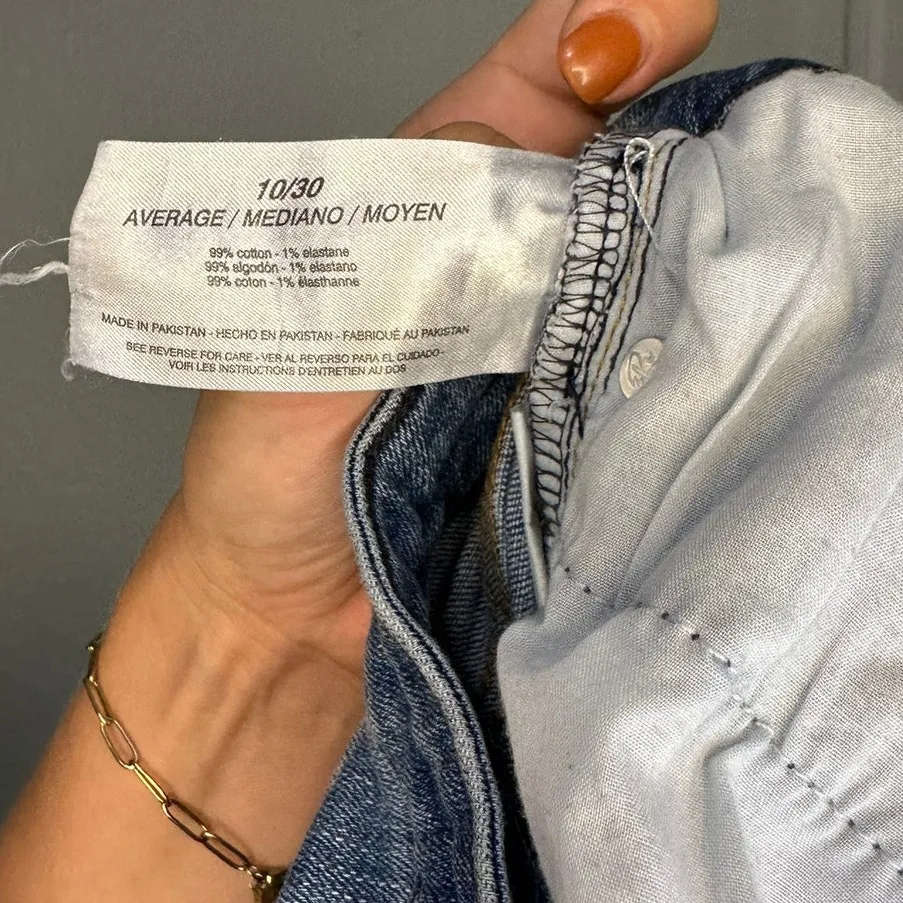 10/30
AVERAGE / MEDIANO / MOYEN
99% cotton - 1% elastane
99% algodón - 1% elastano
99% coton - 1% élasthanne
MADE IN PAKISTAN - HECHO EN PAKISTAN - FABRIQUÉ AU PAKISTAN
SEE REVERSE FOR CARE - VER AL REVERSO PARA EL CUIDADO -
VOIR LES INSTRUCTIONS D'ENTRETIEN AU DOS